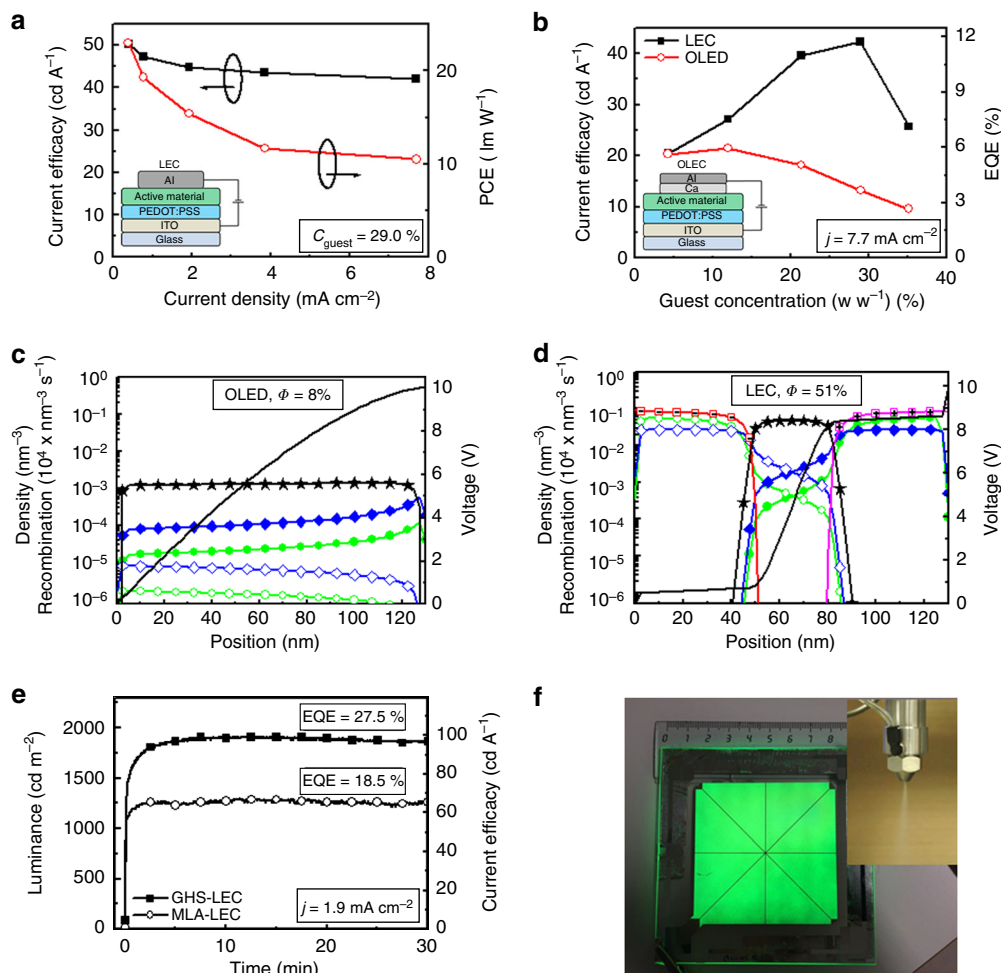 a
Current efficacy (cd A⁻¹)
50
40
30
20
10
0
20
10
0
PCE ( lm W⁻¹)
LEC
Al
Active material
PEDOT:PSS
ITO
Glass
C guest = 29.0 %
0
2
4
6
8
Current density (mA cm⁻²)
b
Current efficacy (cd A⁻¹)
40
30
20
10
0
12
9
6
3
0
EQE (%)
LEC
OLED
OLEC
Al
Ca
Active material
PEDOT:PSS
ITO
Glass
j = 7.7 mA cm⁻²
0
10
20
30
40
Guest concentration (w w⁻¹) (%)
c
Density (nm⁻³)
Recombination (10⁴ x nm⁻³ s⁻¹)
10⁰
10⁻¹
10⁻²
10⁻³
10⁻⁴
10⁻⁵
10⁻⁶
OLED, Φ = 8%
10
8
6
4
2
0
Voltage (V)
0 20 40 60 80 100 120
Position (nm)
d
Density (nm⁻³)
Recombination (10⁴ x nm⁻³ s⁻¹)
10⁰
10⁻¹
10⁻²
10⁻³
10⁻⁴
10⁻⁵
10⁻⁶
LEC, Φ = 51%
10
8
6
4
2
0
Voltage (V)
0 20 40 60 80 100 120
Position (nm)
e
Luminance (cd m⁻²)
2000
1750
1500
1250
1000
750
500
250
0
EQE = 27.5 %
EQE = 18.5 %
GHS-LEC
MLA-LEC
j = 1.9 mA cm⁻²
100
80
60
40
20
0
Current efficacy (cd A⁻¹)
0 10 20 30
Time (min)
f
0 1 2 3 4 5 6 7 8